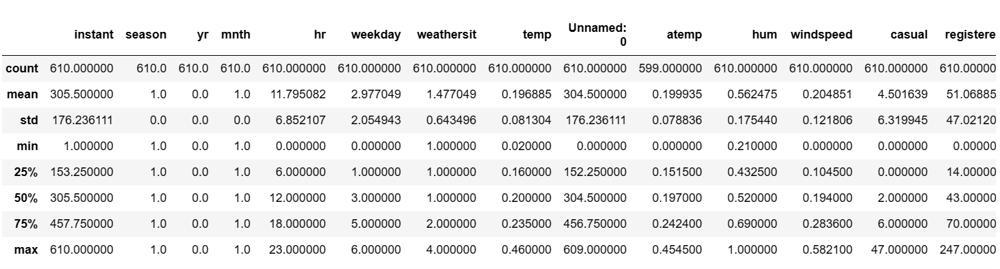 instant season yr mnth hr weekday weathersit temp Unnamed: 0 atemp hum windspeed casual registere
count 610.000000 610.0 610.0 610.0 610.000000 610.000000 610.000000 610.000000 610.000000 599.000000 610.000000 610.000000 610.000000 610.00000
mean 305.500000 1.0 0.0 1.0 11.795082 2.977049 1.477049 0.196885 304.500000 0.199935 0.562475 0.204851 4.501639 51.06885
std 176.236111 0.0 0.0 0.0 6.852107 2.054943 0.643496 0.081304 176.236111 0.078836 0.175440 0.121806 6.319945 47.02120
min 1.000000 1.0 0.0 1.0 0.000000 0.000000 1.000000 0.020000 0.000000 0.000000 0.210000 0.000000 0.000000 0.00000
25% 153.250000 1.0 0.0 1.0 6.000000 1.000000 1.000000 0.160000 152.250000 0.151500 0.432500 0.104500 0.000000 14.00000
50% 305.500000 1.0 0.0 1.0 12.000000 3.000000 1.000000 0.200000 304.500000 0.197000 0.520000 0.194000 2.000000 43.00000
75% 457.750000 1.0 0.0 1.0 18.000000 5.000000 2.000000 0.235000 456.750000 0.242400 0.690000 0.283600 6.000000 70.00000
max 610.000000 1.0 0.0 1.0 23.000000 6.000000 4.000000 0.460000 609.000000 0.454500 1.000000 0.582100 47.000000 247.00000